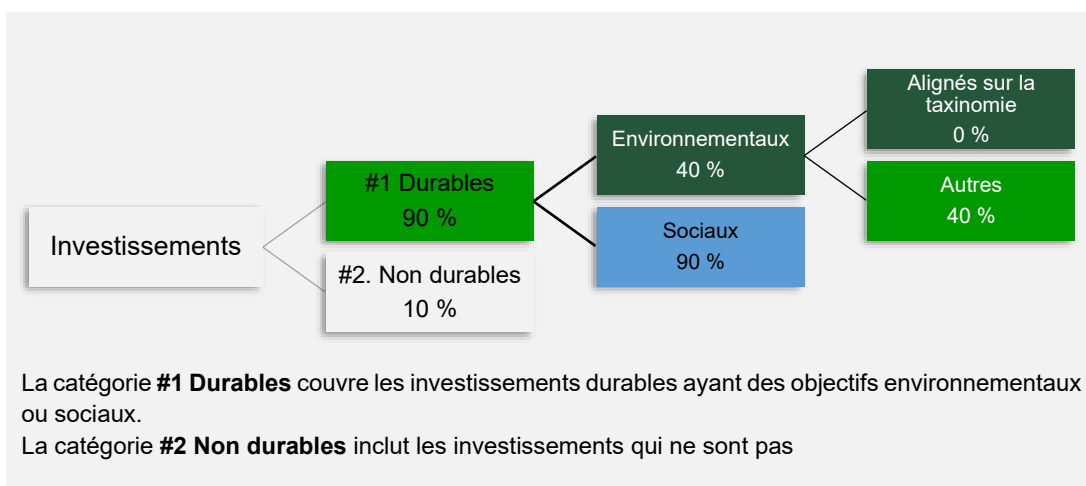 Investissements
#1 Durables
90 %
#2. Non durables
10 %
Environnementaux
40 %
Sociaux
90 %
Alignés sur la
taxinomie
0 %
Autres
40 %
La catégorie #1 Durables couvre les investissements durables ayant des objectifs environnementaux
ou sociaux.
La catégorie #2 Non durables inclut les investissements qui ne sont pas